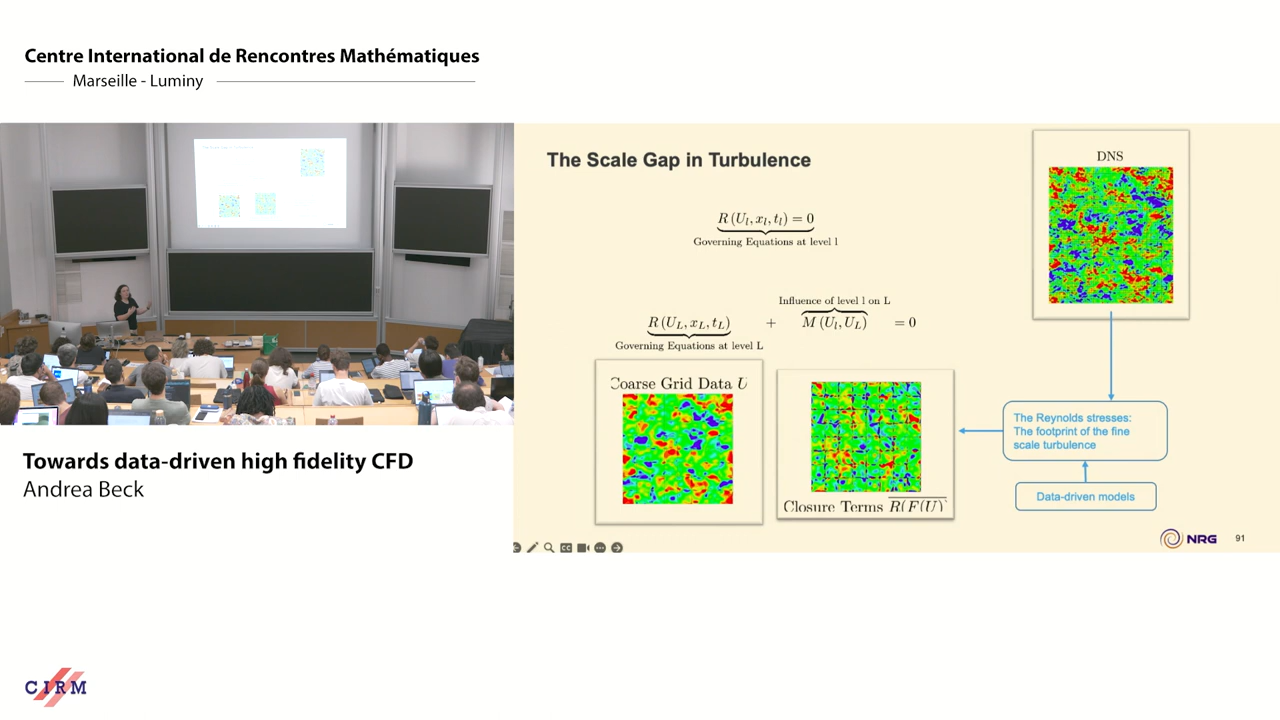 Centre International de Rencontres Mathématiques
Marseille - Luminy
The Scale Gap in Turbulence
DNS
R (U_l, x_l, t_l) = 0
Governing Equations at level l
Influence of level l on L
R (U_L, x_L, t_L) + M (U_l, U_L) = 0
Governing Equations at level L
Coarse Grid Data U
Closure Terms R(F(U)
The Reynolds stresses:
The footprint of the fine
scale turbulence
Data-driven models
NRG
91
Towards data-driven high fidelity CFD
Andrea Beck
CIRM